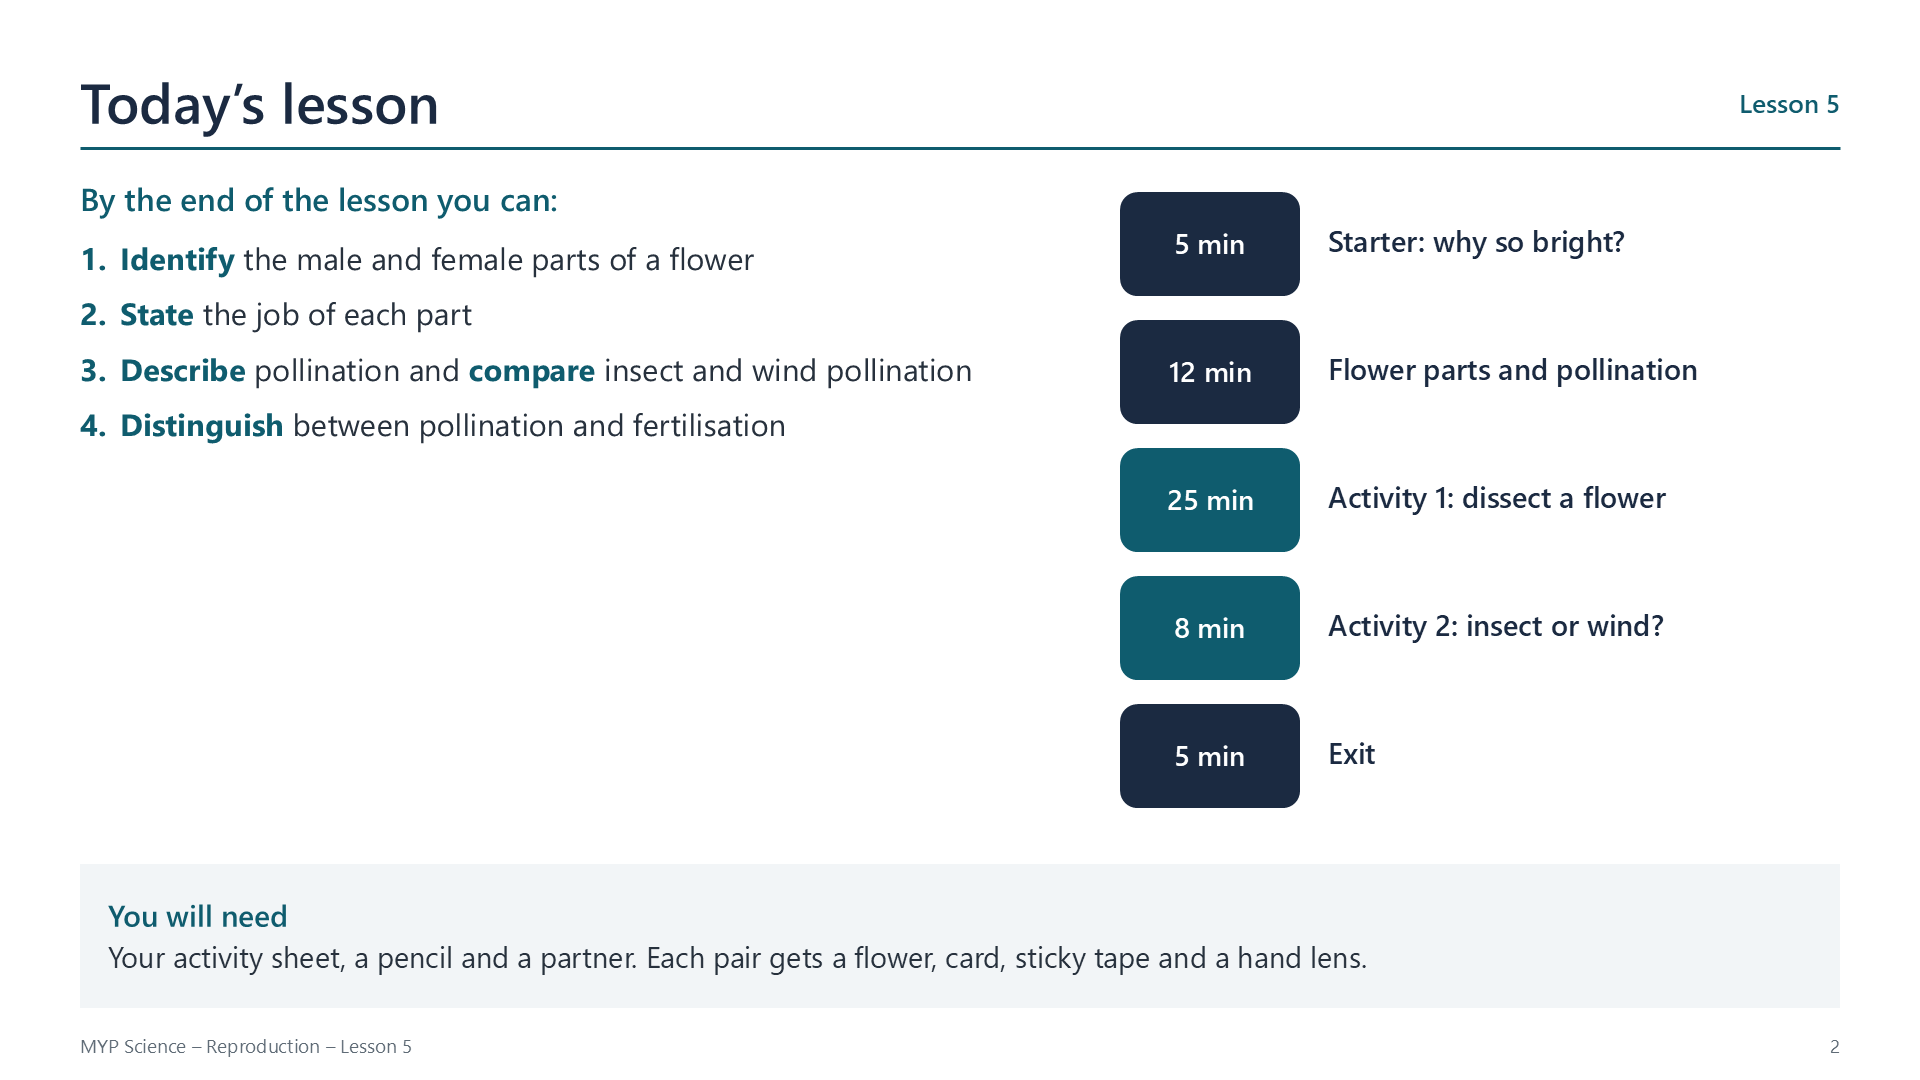 Today’s lesson
Lesson 5
By the end of the lesson you can:
1. Identify the male and female parts of a flower
2. State the job of each part
3. Describe pollination and compare insect and wind pollination
4. Distinguish between pollination and fertilisation
5 min
Starter: why so bright?
12 min
Flower parts and pollination
25 min
Activity 1: dissect a flower
8 min
Activity 2: insect or wind?
5 min
Exit
You will need
Your activity sheet, a pencil and a partner. Each pair gets a flower, card, sticky tape and a hand lens.
MYP Science – Reproduction – Lesson 5
2